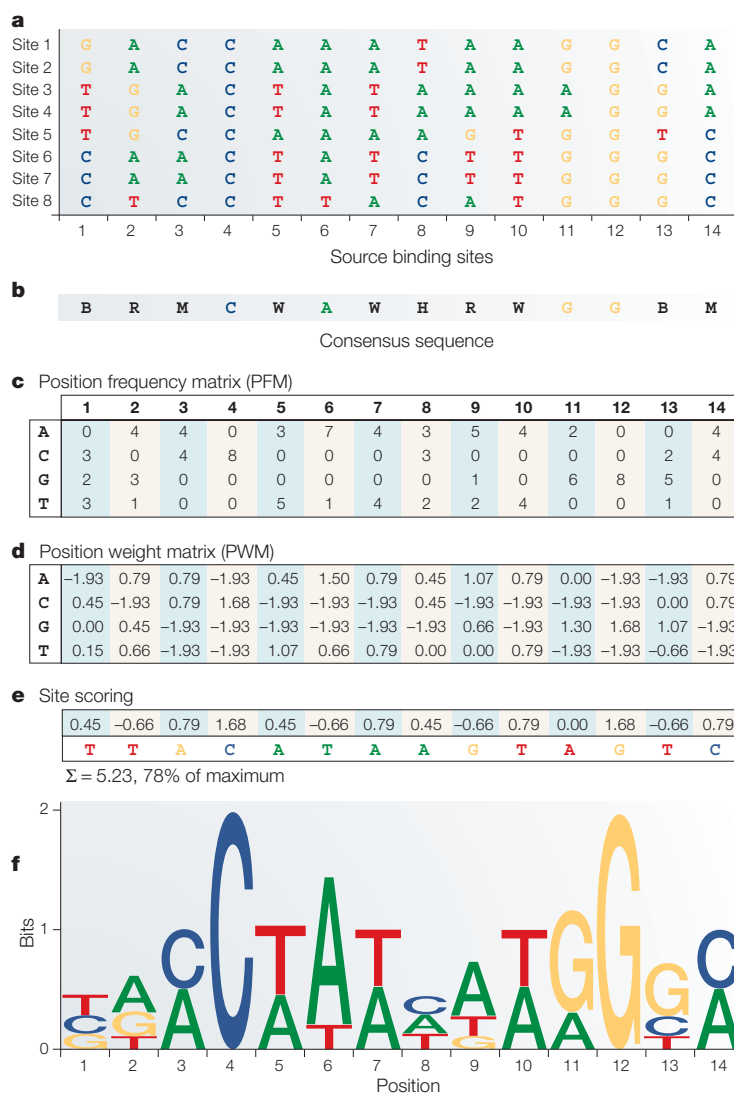 a
Site 1 G A C C A A A T A A G G C A
Site 2 G A C C A A A T A A G G C A
Site 3 T G A C T A T A A A A G G A
Site 4 T G A C T A T A A A A G G A
Site 5 T G C C A A A A G T G G T C
Site 6 C A A C T A T C T T G G G C
Site 7 C A A C T A T C T T G G G C
Site 8 C T C C T T A C A T G G G C
1 2 3 4 5 6 7 8 9 10 11 12 13 14
Source binding sites
b
B R M C W A W H R W G G B M
Consensus sequence
c Position frequency matrix (PFM)
1 2 3 4 5 6 7 8 9 10 11 12 13 14
A 0 4 4 0 3 7 4 3 5 4 2 0 0 4
C 3 0 4 8 0 0 0 3 0 0 0 0 2 4
G 2 3 0 0 0 0 0 0 1 0 6 8 5 0
T 3 1 0 0 5 1 4 2 2 4 0 0 1 0
d Position weight matrix (PWM)
A −1.93 0.79 0.79 −1.93 0.45 1.50 0.79 0.45 1.07 0.79 0.00 −1.93 −1.93 0.79
C 0.45 −1.93 0.79 1.68 −1.93 −1.93 −1.93 0.45 −1.93 −1.93 −1.93 −1.93 0.00 0.79
G 0.00 0.45 −1.93 −1.93 −1.93 −1.93 −1.93 −1.93 0.66 −1.93 1.30 1.68 1.07 −1.93
T 0.15 0.66 −1.93 −1.93 1.07 0.66 0.79 0.00 0.00 0.79 −1.93 −1.93 −0.66 −1.93
e Site scoring
0.45 −0.66 0.79 1.68 0.45 −0.66 0.79 0.45 −0.66 0.79 0.00 1.68 −0.66 0.79
T T A C A T A A G T A G T C
Σ = 5.23, 78% of maximum
f
2
1
0
Bits
T C G
A G T
C A
C
T A
A T
T A
C A T
A T G
T A
G A
G
G C T
C A
1 2 3 4 5 6 7 8 9 10 11 12 13 14
Position